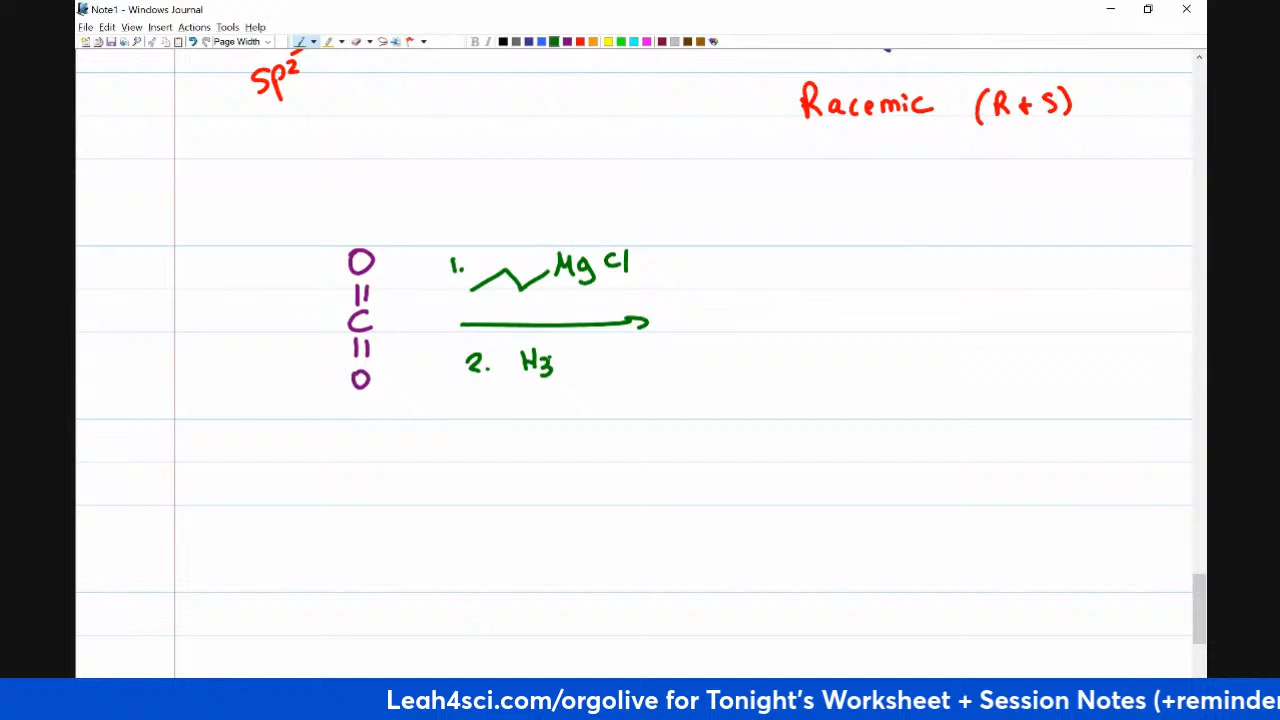 Note1 - Windows Journal
File Edit View Insert Actions Tools Help
Page Width
B I
sp²
Racemic (R + S)
O
1. MgCl
C
2. H3
O
Leah4sci.com/orgolive for Tonight's Worksheet + Session Notes (+reminde